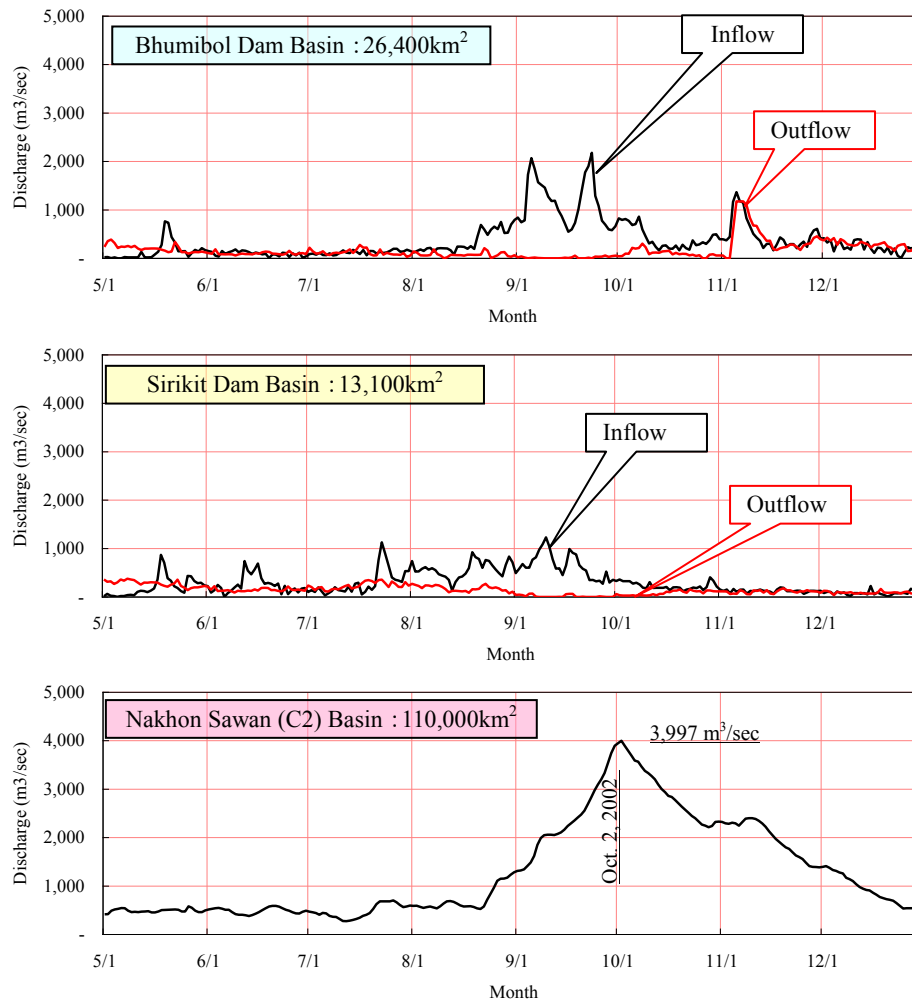 5,000
Bhumibol Dam Basin : 26,400km²
Inflow
4,000
3,000
Outflow
2,000
1,000
-
Discharge (m3/sec)
5/1 6/1 7/1 8/1 9/1 10/1 11/1 12/1
Month
5,000
Sirikit Dam Basin : 13,100km²
4,000
Inflow
3,000
2,000
Outflow
1,000
-
Discharge (m3/sec)
5/1 6/1 7/1 8/1 9/1 10/1 11/1 12/1
Month
5,000
Nakhon Sawan (C2) Basin : 110,000km²
4,000
3,997 m³/sec
3,000
Oct. 2, 2002
2,000
1,000
-
Discharge (m3/sec)
5/1 6/1 7/1 8/1 9/1 10/1 11/1 12/1
Month